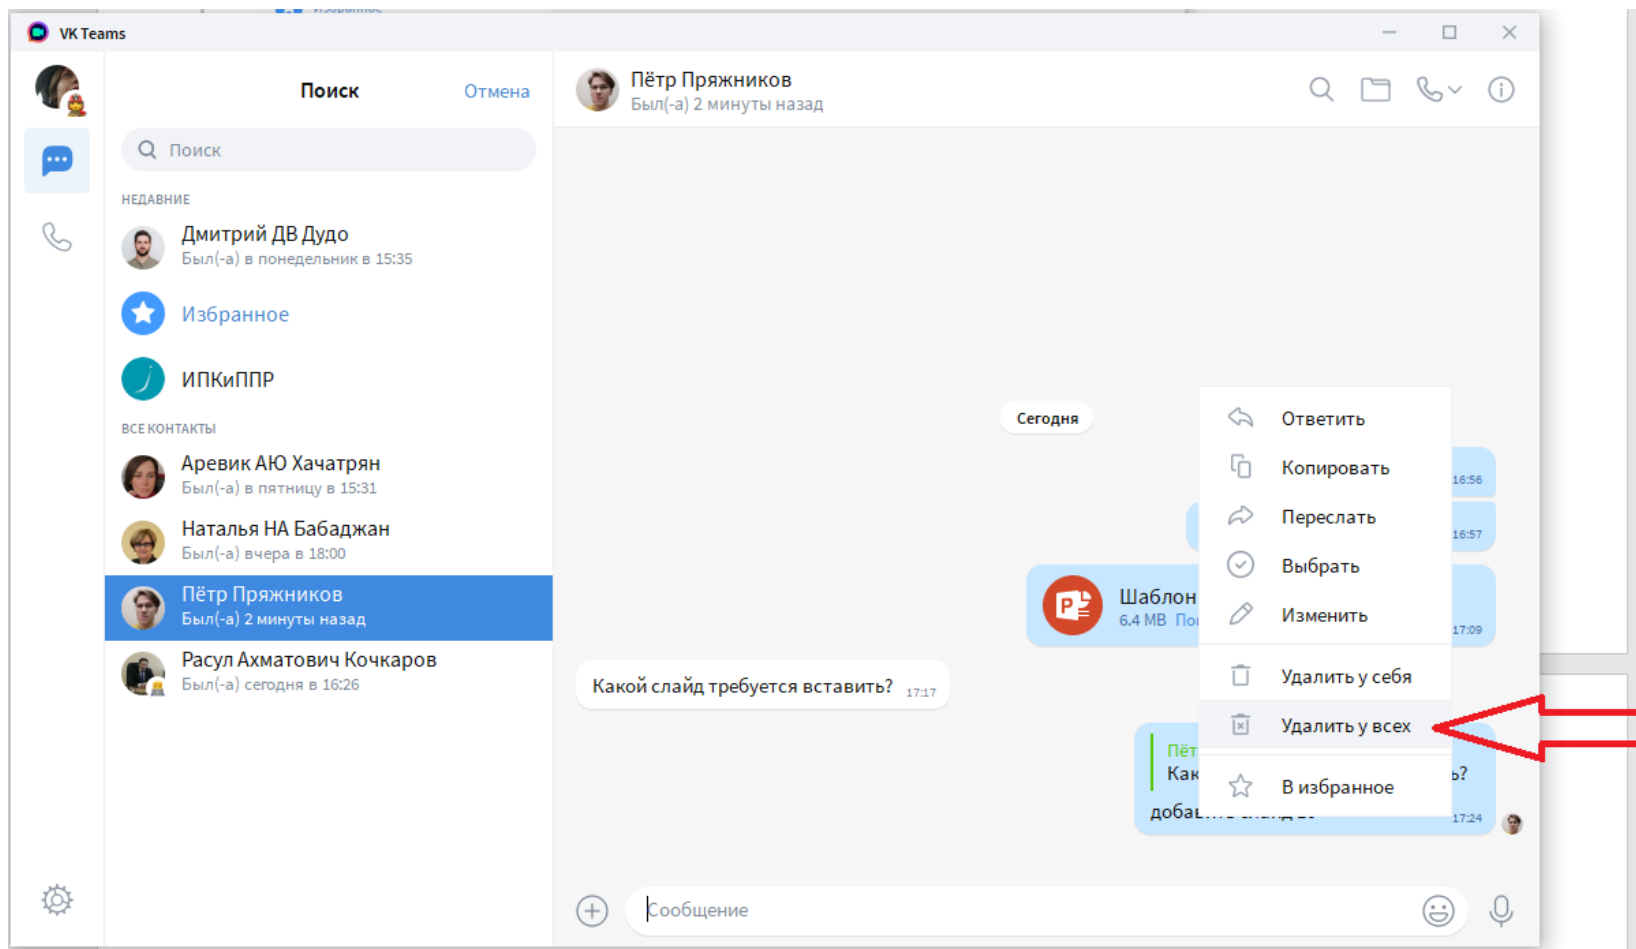 VK Teams
Поиск
Отмена
Поиск
НЕДАВНИЕ
Дмитрий ДВ Дудо
Был(-а) в понедельник в 15:35
Избранное
ИПКиППР
ВСЕ КОНТАКТЫ
Аревик АЮ Хачатрян
Был(-а) в пятницу в 15:31
Наталья НА Бабаджан
Был(-а) вчера в 18:00
Пётр Пряжников
Был(-а) 2 минуты назад
Расул Ахматович Кочкаров
Был(-а) сегодня в 16:26
Пётр Пряжников
Был(-а) 2 минуты назад
Сегодня
16:56
16:57
Шаблон
6.4 MB
17:09
Какой слайд требуется вставить? 17:17
Пёт
Как
ь?
17:24
Ответить
Копировать
Переслать
Выбрать
Изменить
Удалить у себя
Удалить у всех
В избранное
Сообщение